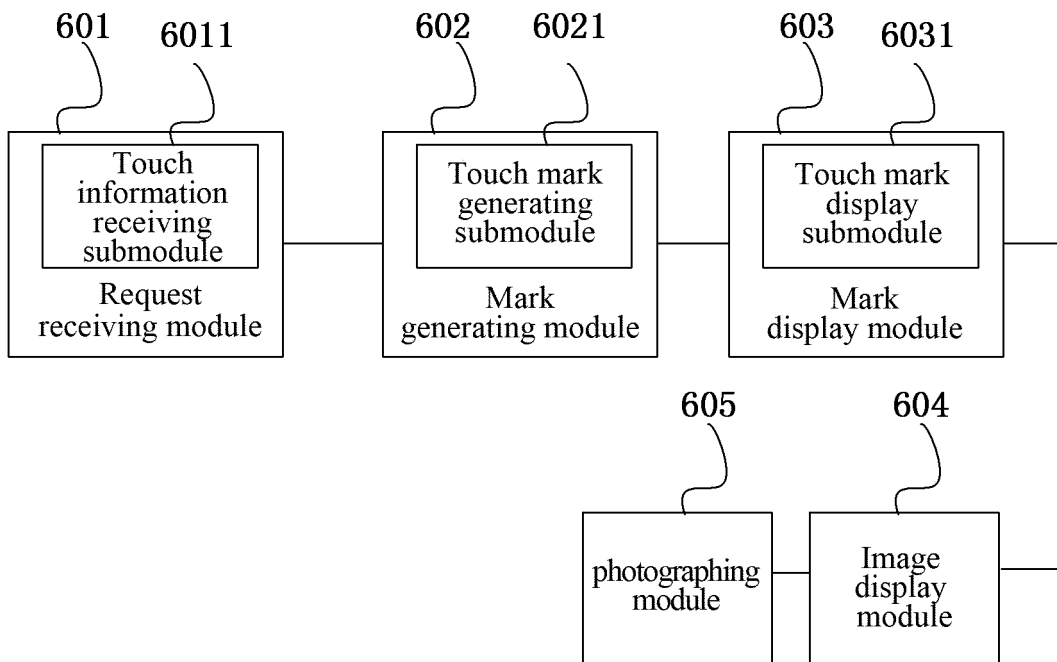 601 6011 602 6021 603 6031
Touch
information
receiving
submodule
Request
receiving module
Touch mark
generating
submodule
Mark
generating module
Touch mark
display
submodule
Mark
display module
605 604
photographing
module
Image
display
module